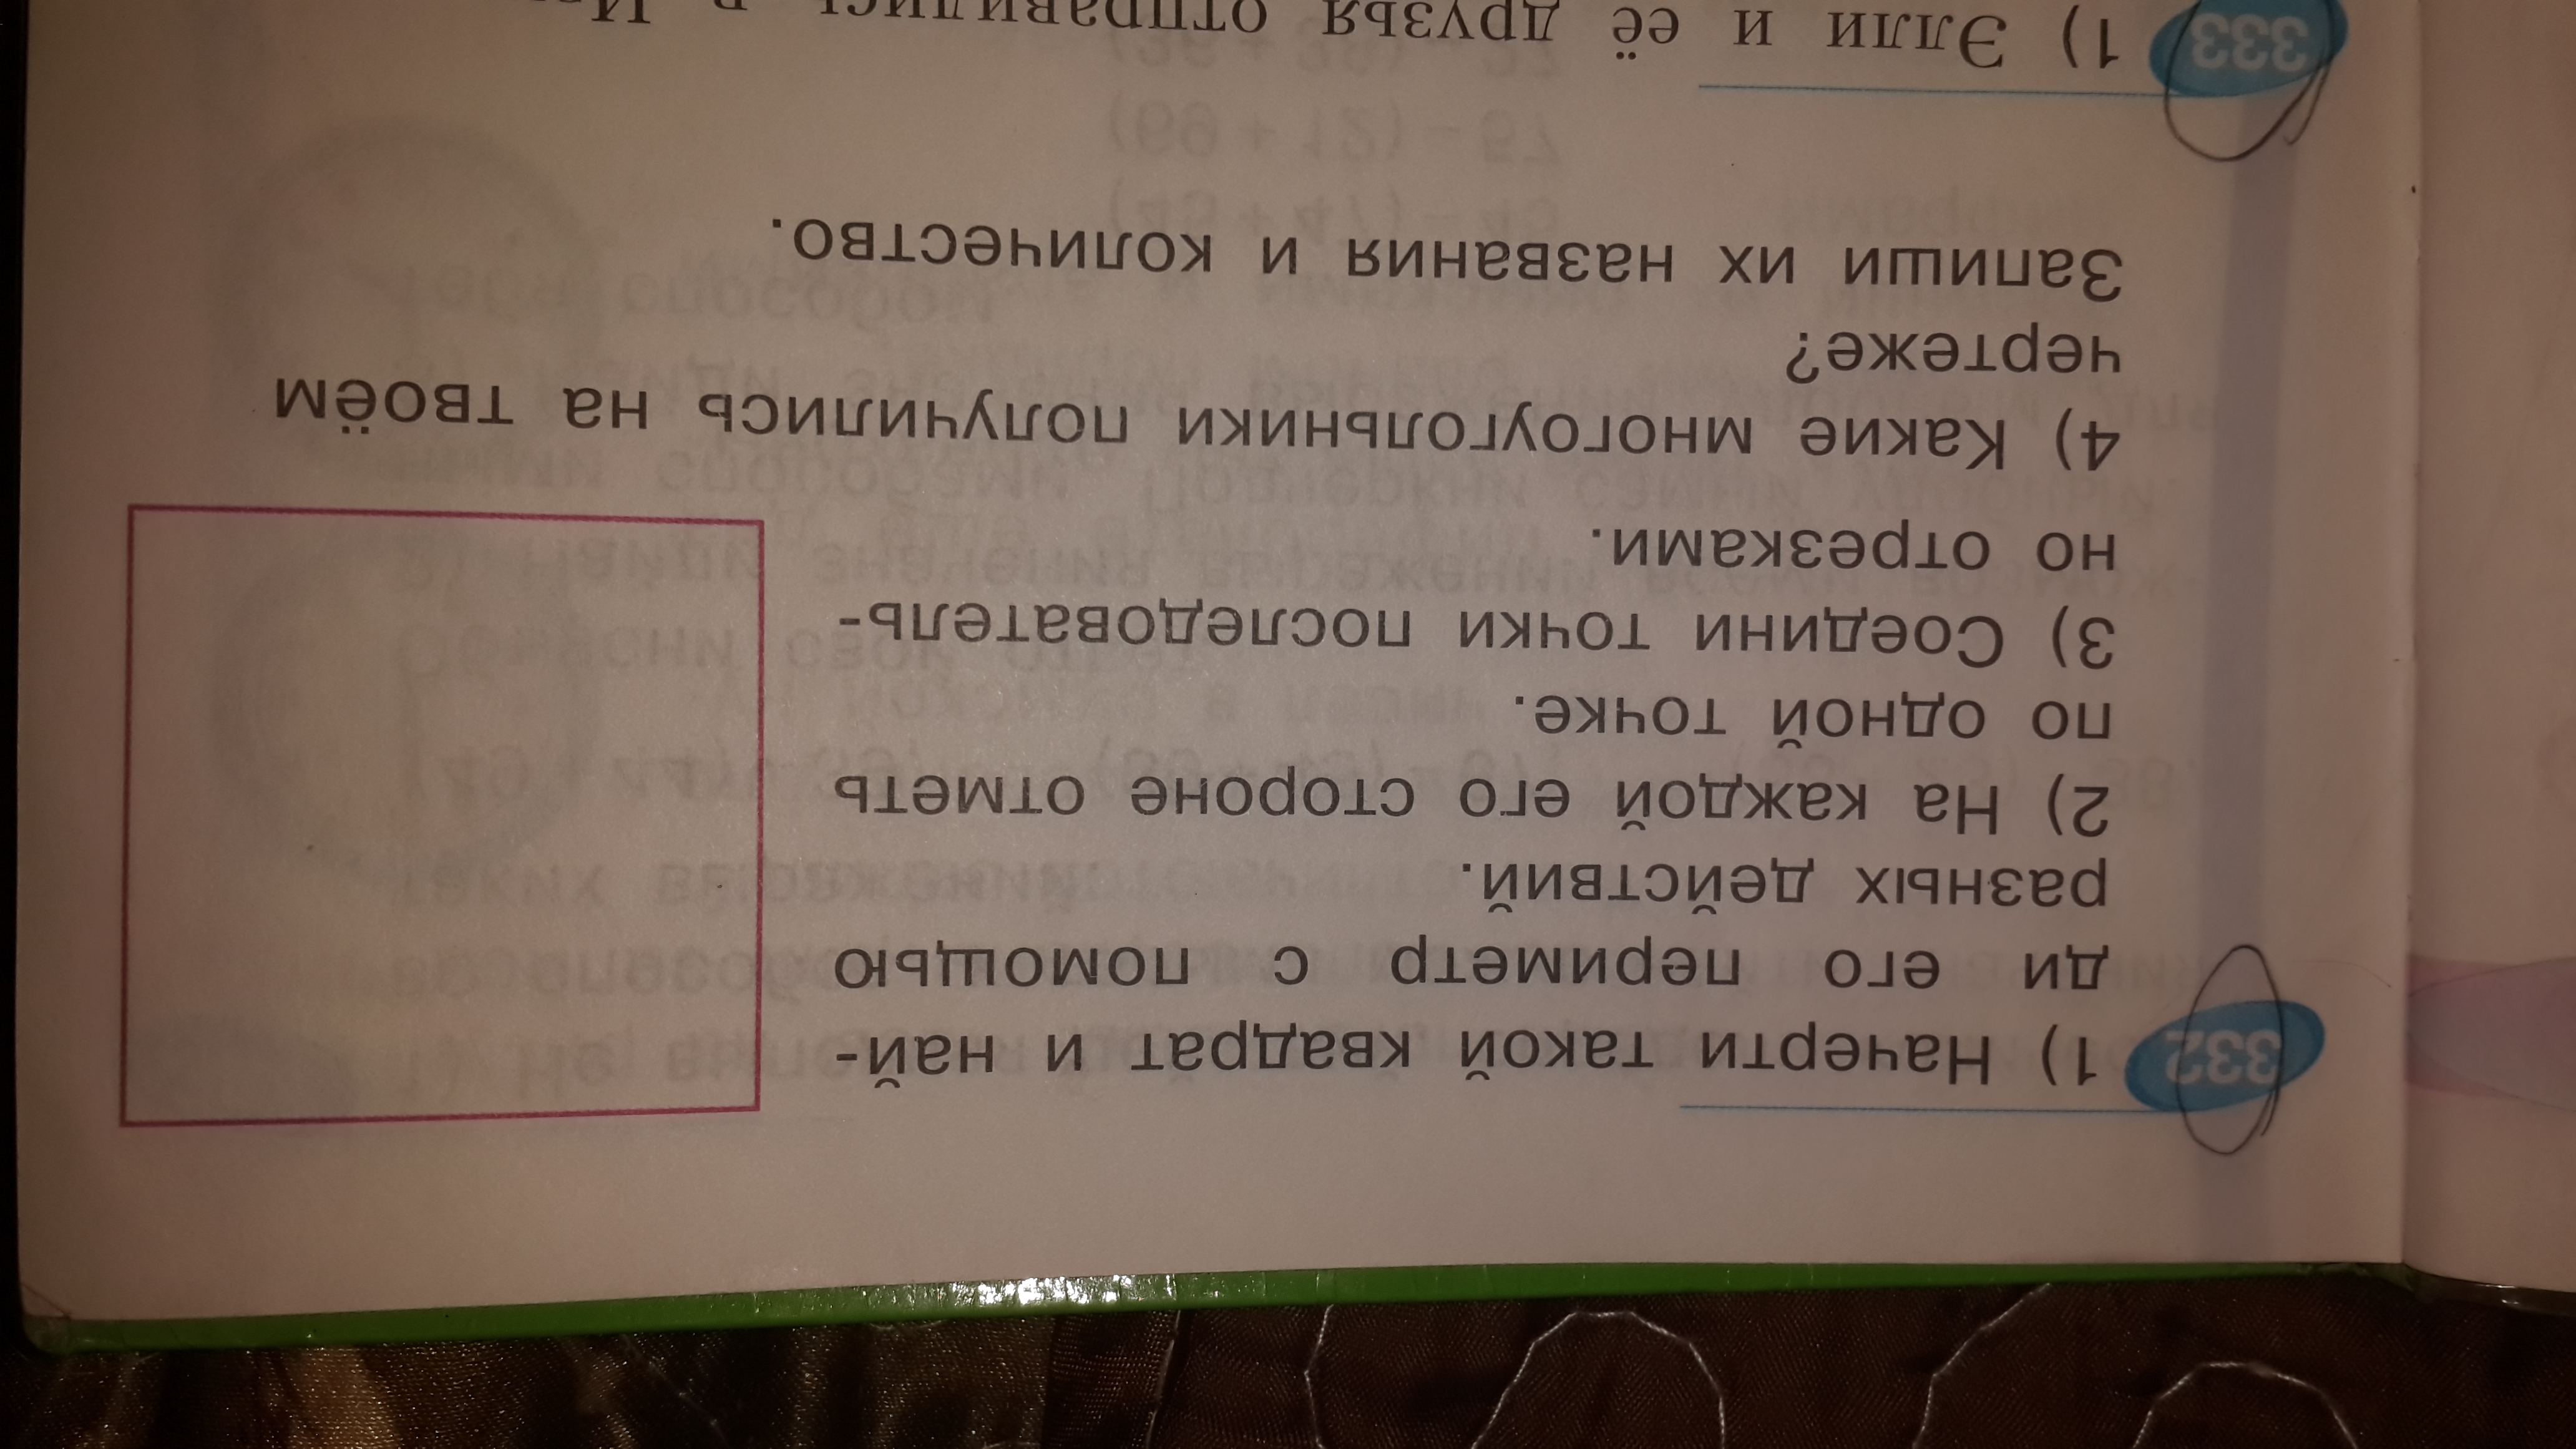 332 1) Начерти такой квадрат и най-
ди его периметр с помощью
разных действий.
2) На каждой его стороне отметь
по одной точке.
3) Соедини точки последователь-
но отрезками.
4) Какие многоугольники получились на твоём
чертеже?
Запиши их названия и количество.
333 1) Элли и её друзья отправились в